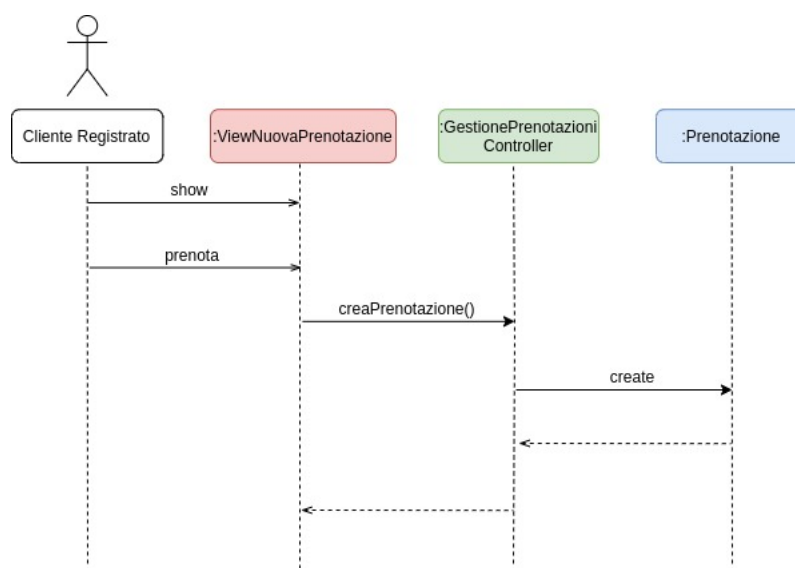 Cliente Registrato
:ViewNuovaPrenotazione
:GestionePrenotazioni
Controller
:Prenotazione
show
prenota
creaPrenotazione()
create